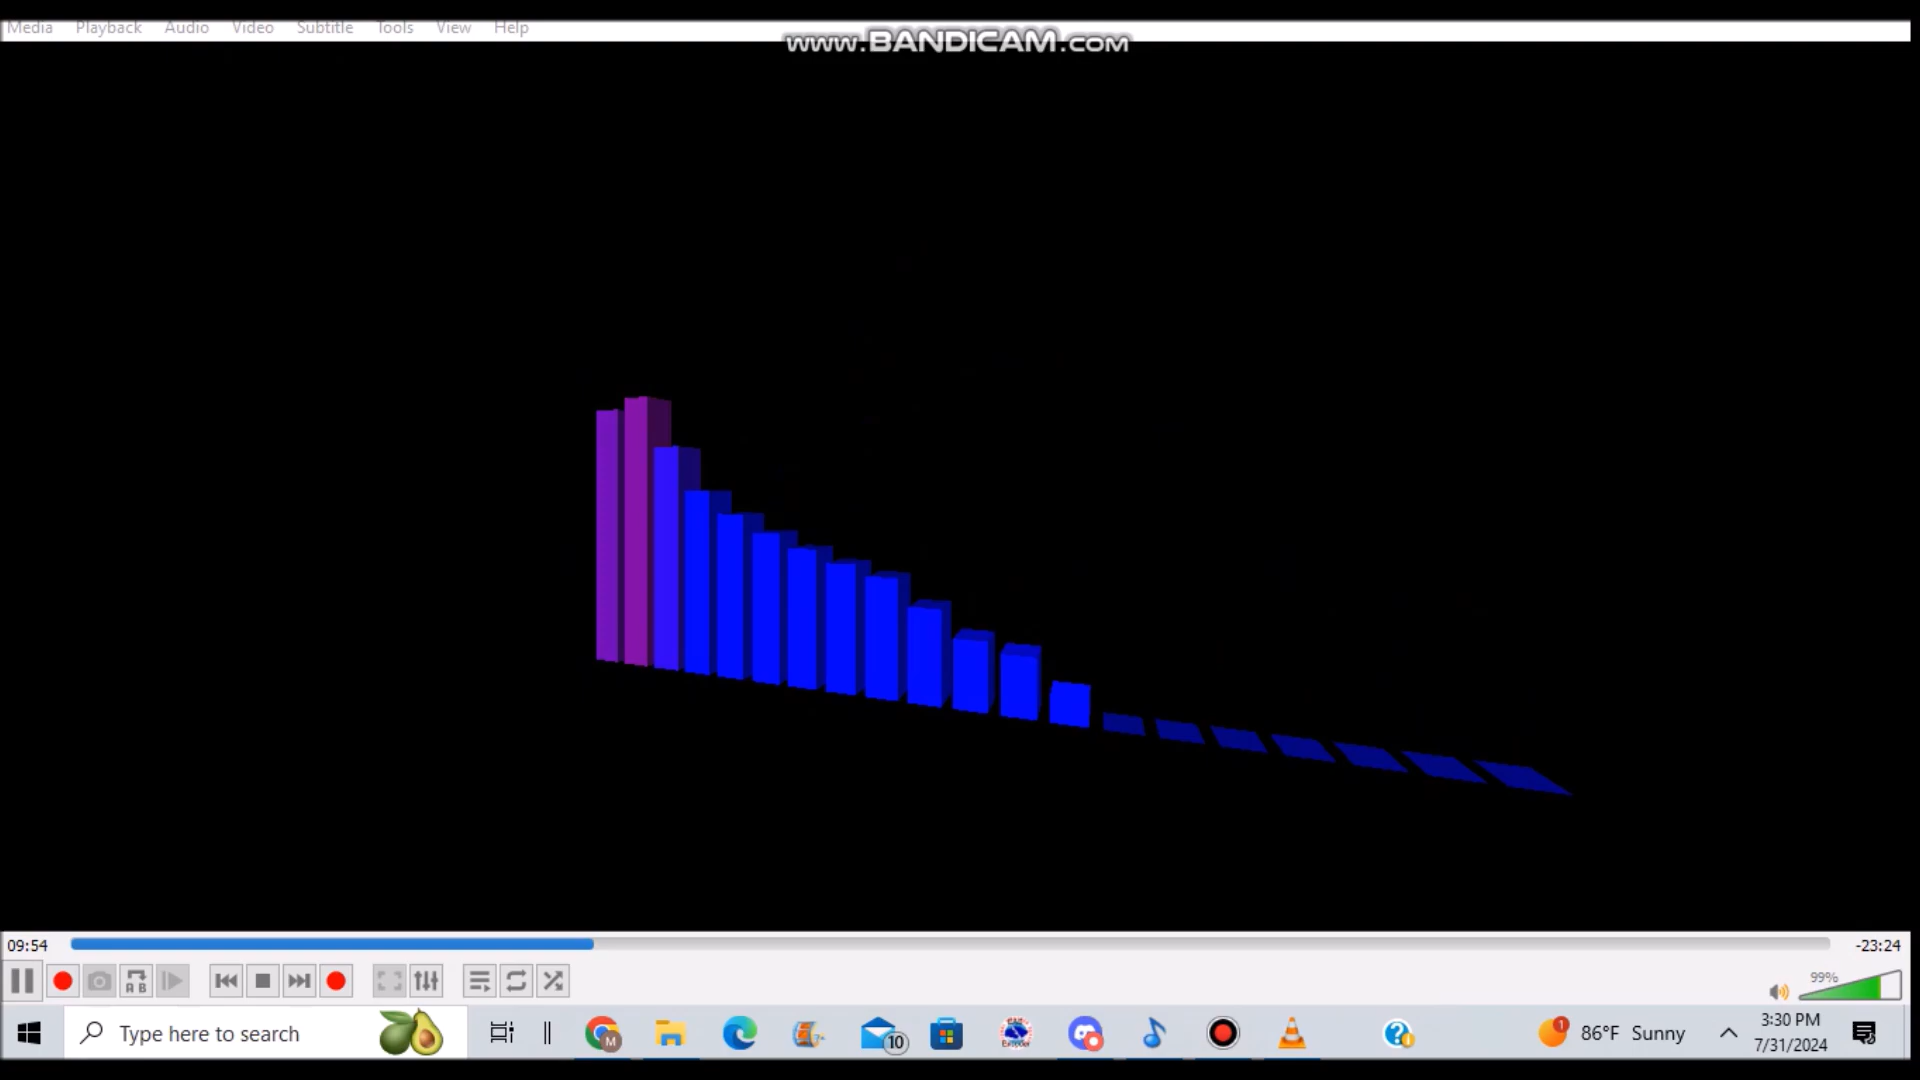 Media Playback Audio Video Subtitle Tools View Help
www.BANDICAM.com
09:54
-23:24
A B
99%
Type here to search
M
10
1
86°F Sunny
3:30 PM
7/31/2024